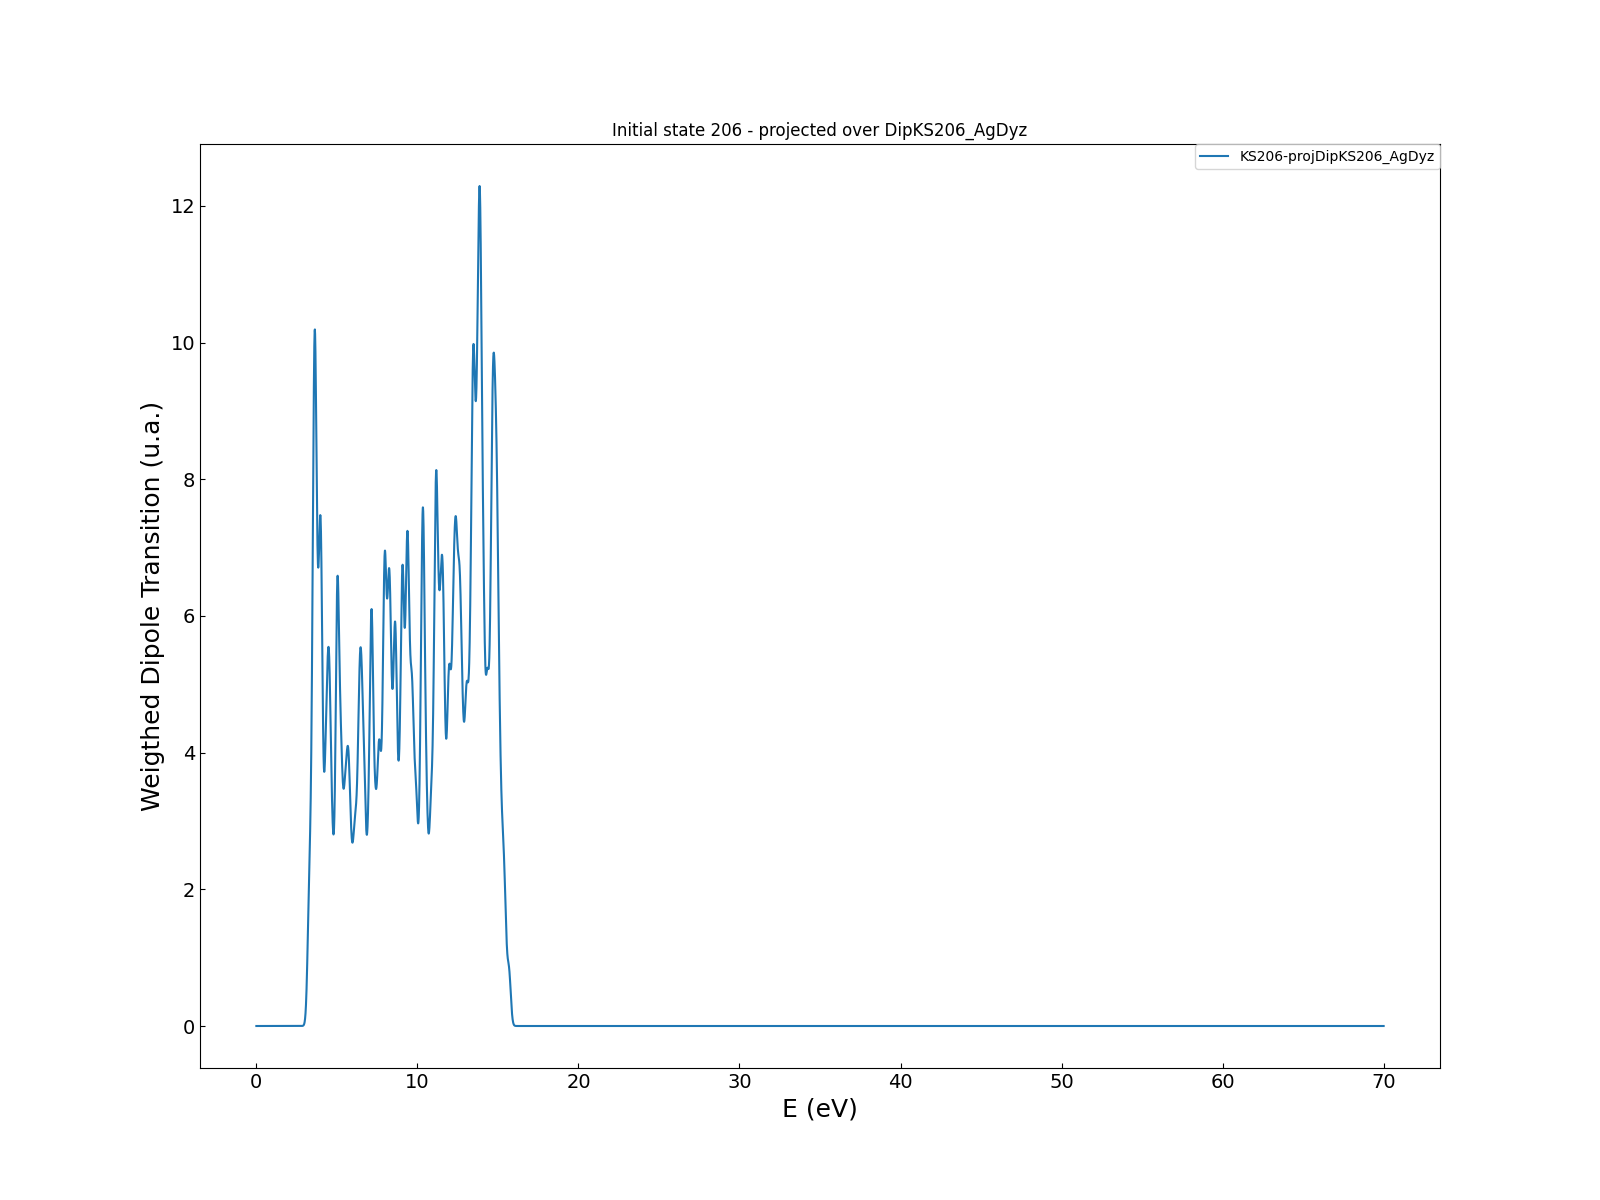 Initial state 206 - projected over DipKS206_AgDyz
KS206-projDipKS206_AgDyz
Weigthed Dipole Transition (u.a.)
12
10
8
6
4
2
0
0 10 20 30 40 50 60 70
E (eV)